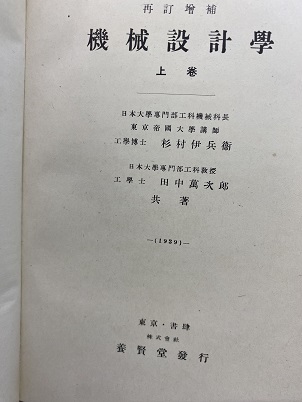 再訂增補
機械設計學
上卷
日本大學專門部工科機械科長
東京帝國大學講師
工學博士 杉村伊兵衞
日本大學專門部工科敎授
工學士 田中萬次郎
共著
—(1939)—
東京・書肆
株式會社
養賢堂發行